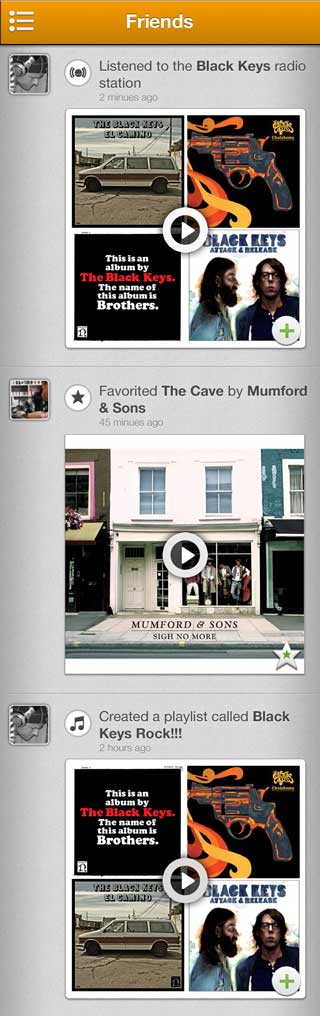 Friends
Listened to the Black Keys radio
station
2 minues ago
THE BLACK KEYS
EL CAMINO
Chulahoma
This is an
album by
The Black Keys.
The name of
this album is
Brothers.
BLACK KEYS
ATTACK & RELEASE
Favorited The Cave by Mumford
& Sons
45 minues ago
MUMFORD & SONS
SIGH NO MORE
Created a playlist called Black
Keys Rock!!!
2 hours ago
This is an
album by
The Black Keys.
The name of
this album is
Brothers.
Chulahoma
THE BLACK KEYS
EL CAMINO
BLACK KEYS
ATTACK & RELEASE